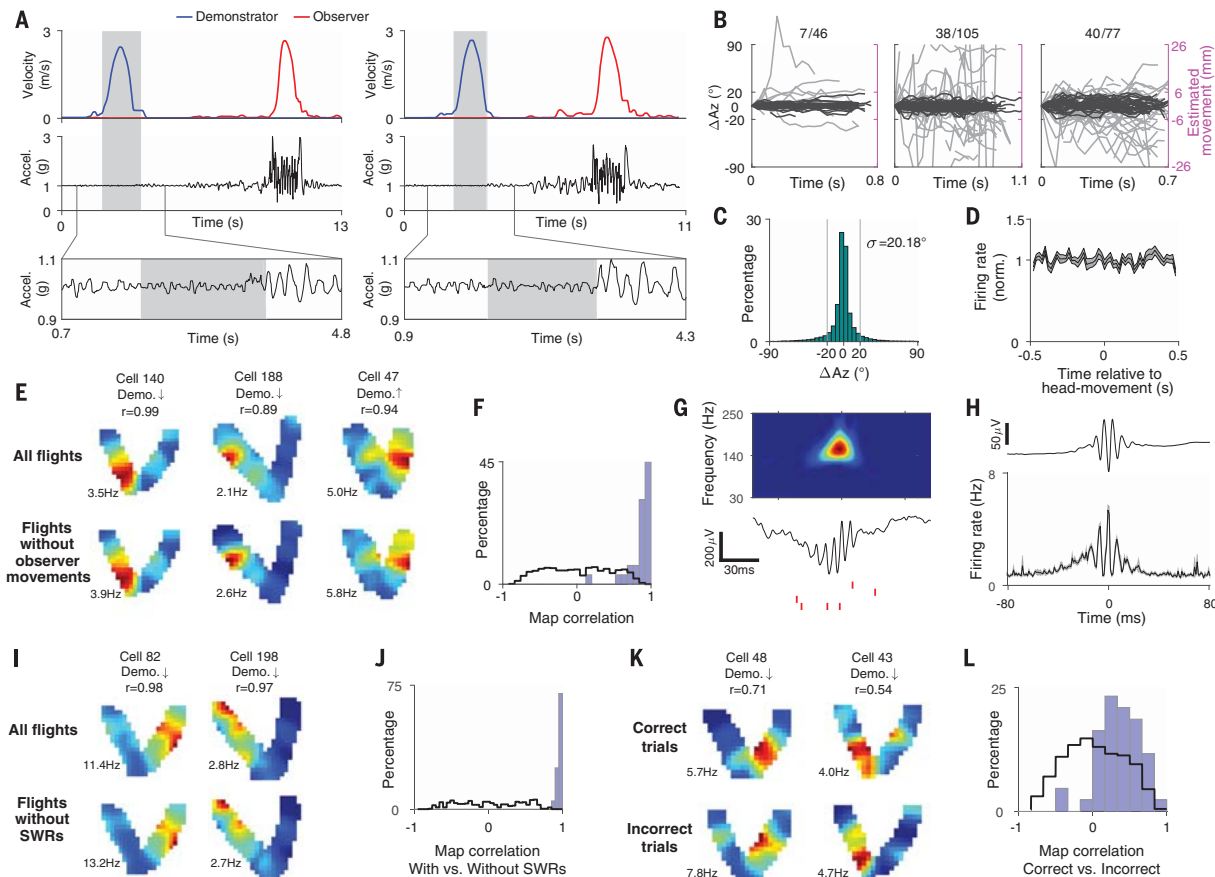 A
Demonstrator
Observer
3
Velocity
(m/s)
0
3
Accel.
(g)
1
0
0
Time (s)
13
1.1
Accel.
(g)
0.9
0.7
Time (s)
4.8
3
Velocity
(m/s)
0
3
Accel.
(g)
1
0
0
Time (s)
11
1.1
Accel.
(g)
0.9
0.9
Time (s)
4.3
B
7/46
38/105
40/77
90
20
-20
-90
ΔAz (°)
26
6
-6
-26
Estimated
movement (mm)
0
Time (s)
0.8
0
Time (s)
1.1
0
Time (s)
0.7
C
30
σ=20.18°
Percentage
0
-90
-20
0
20
90
ΔAz (°)
D
1.5
Firing rate
(norm.)
1
0
-0.5
0
0.5
Time relative to
head-movement (s)
E
Cell 140
Demo.↓
r=0.99
Cell 188
Demo.↓
r=0.89
Cell 47
Demo.↑
r=0.94
All flights
3.5Hz
2.1Hz
5.0Hz
Flights
without
observer
movements
3.9Hz
2.6Hz
5.8Hz
F
45
Percentage
0
-1
0
1
Map correlation
G
250
Frequency (Hz)
140
30
200μV
30ms
H
50μV
8
Firing rate (Hz)
0
-80
0
80
Time (ms)
I
Cell 82
Demo.↓
r=0.98
Cell 198
Demo.↓
r=0.97
All flights
11.4Hz
2.8Hz
Flights
without
SWRs
13.2Hz
2.7Hz
J
75
Percentage
0
-1
0
1
Map correlation
With vs. Without SWRs
K
Cell 48
Demo.↓
r=0.71
Cell 43
Demo.↓
r=0.54
Correct
trials
5.7Hz
4.0Hz
Incorrect
trials
7.8Hz
4.7Hz
L
25
Percentage
0
-1
0
1
Map correlation
Correct vs. Incorrect